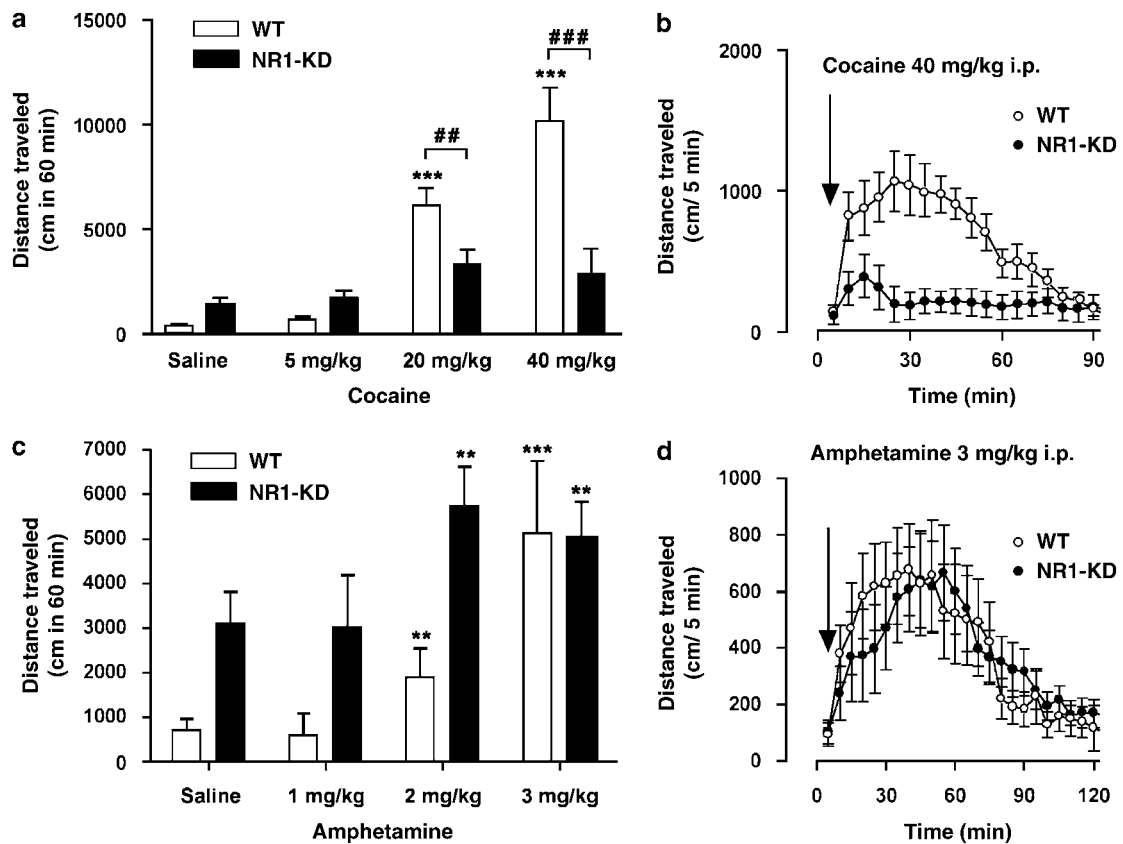 a
15000
10000
5000
0
Distance traveled
(cm in 60 min)
WT
NR1-KD
***
##
***
###
Saline 5 mg/kg 20 mg/kg 40 mg/kg
Cocaine
b
2000
1000
0
Distance traveled
(cm/ 5 min)
Cocaine 40 mg/kg i.p.
WT
NR1-KD
0 30 60 90
Time (min)
c
7000
6000
5000
4000
3000
2000
1000
0
Distance traveled
(cm in 60 min)
WT
NR1-KD
**
**
***
**
Saline 1 mg/kg 2 mg/kg 3 mg/kg
Amphetamine
d
Amphetamine 3 mg/kg i.p.
1000
800
600
400
200
0
Distance traveled
(cm/ 5 min)
WT
NR1-KD
0 30 60 90 120
Time (min)